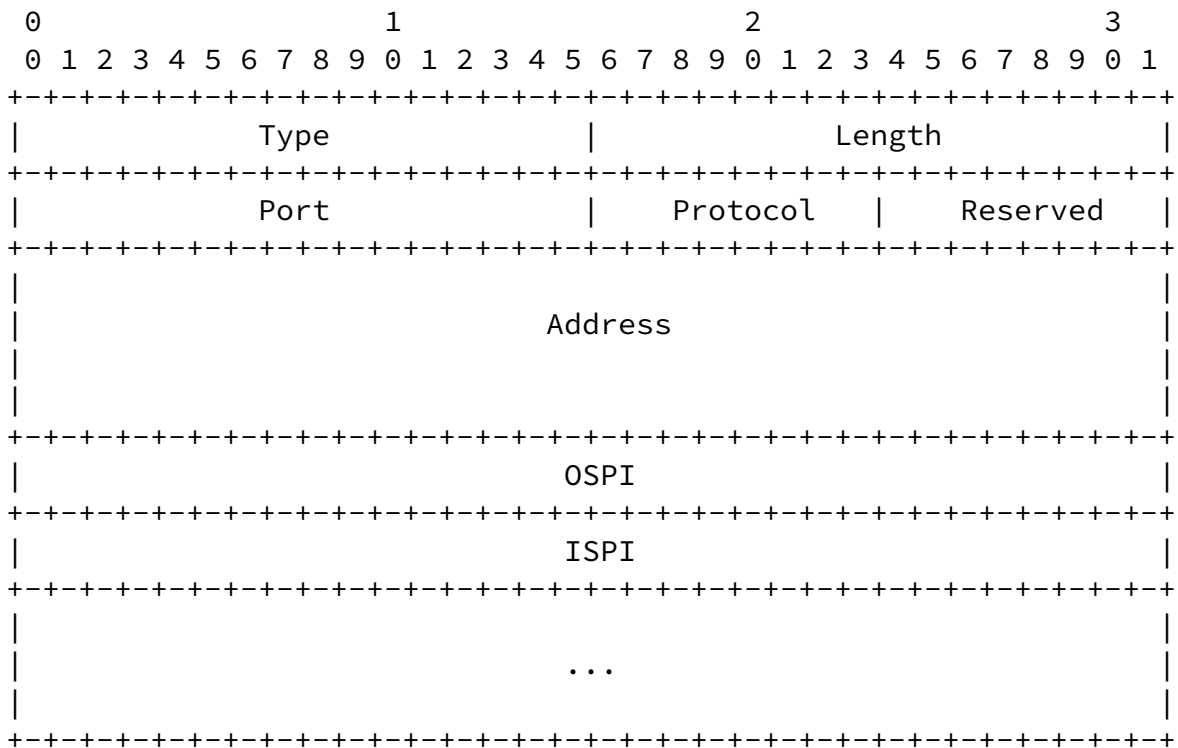 0                   1                   2                   3
 0 1 2 3 4 5 6 7 8 9 0 1 2 3 4 5 6 7 8 9 0 1 2 3 4 5 6 7 8 9 0 1
+-+-+-+-+-+-+-+-+-+-+-+-+-+-+-+-+-+-+-+-+-+-+-+-+-+-+-+-+-+-+-+-+
|             Type              |             Length            |
+-+-+-+-+-+-+-+-+-+-+-+-+-+-+-+-+-+-+-+-+-+-+-+-+-+-+-+-+-+-+-+-+
|             Port              |    Protocol   |    Reserved   |
+-+-+-+-+-+-+-+-+-+-+-+-+-+-+-+-+-+-+-+-+-+-+-+-+-+-+-+-+-+-+-+-+
|                                                               |
|                             Address                           |
|                                                               |
|                                                               |
+-+-+-+-+-+-+-+-+-+-+-+-+-+-+-+-+-+-+-+-+-+-+-+-+-+-+-+-+-+-+-+-+
|                              OSPI                             |
+-+-+-+-+-+-+-+-+-+-+-+-+-+-+-+-+-+-+-+-+-+-+-+-+-+-+-+-+-+-+-+-+
|                              ISPI                             |
+-+-+-+-+-+-+-+-+-+-+-+-+-+-+-+-+-+-+-+-+-+-+-+-+-+-+-+-+-+-+-+-+
|                                                               |
|                              ...                              |
|                                                               |
+-+-+-+-+-+-+-+-+-+-+-+-+-+-+-+-+-+-+-+-+-+-+-+-+-+-+-+-+-+-+-+-+